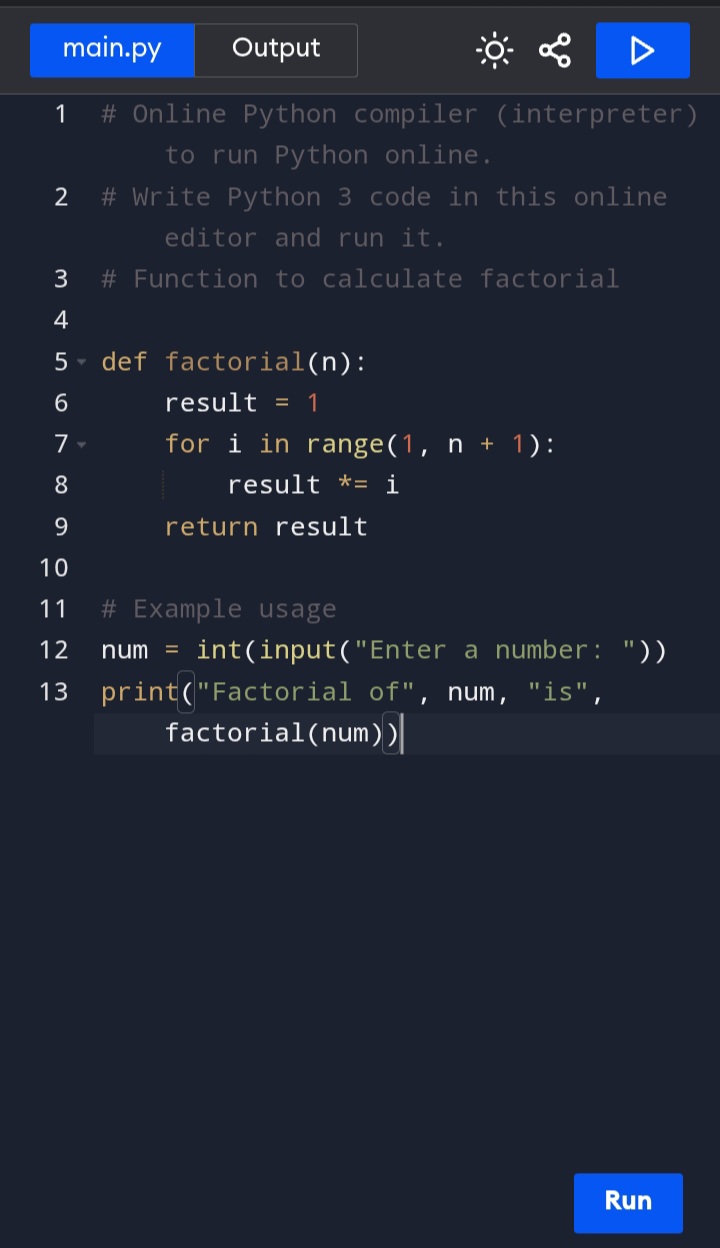 main.py Output
1 # Online Python compiler (interpreter)
to run Python online.
2 # Write Python 3 code in this online
editor and run it.
3 # Function to calculate factorial
4
5 def factorial(n):
6     result = 1
7     for i in range(1, n + 1):
8         result *= i
9     return result
10
11 # Example usage
12 num = int(input("Enter a number: "))
13 print("Factorial of", num, "is",
factorial(num))
Run